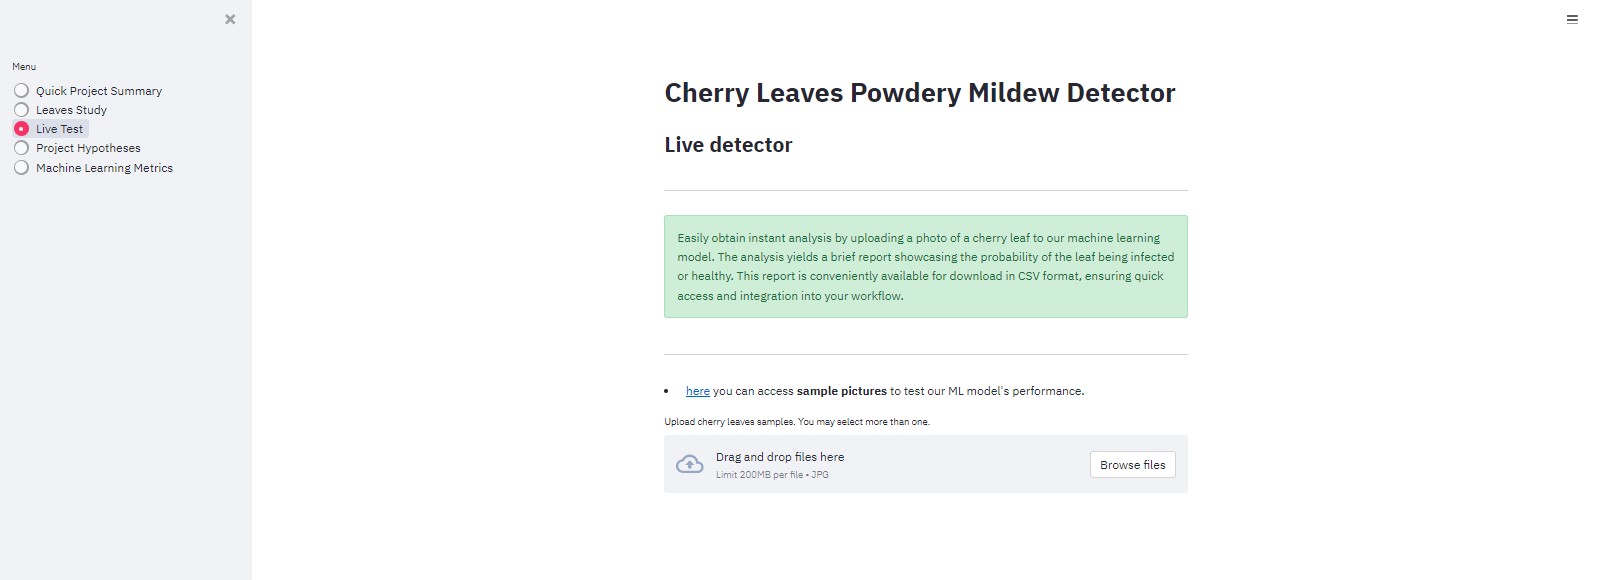 Menu
Quick Project Summary
Leaves Study
Live Test
Project Hypotheses
Machine Learning Metrics
Cherry Leaves Powdery Mildew Detector
Live detector
Easily obtain instant analysis by uploading a photo of a cherry leaf to our machine learning
model. The analysis yields a brief report showcasing the probability of the leaf being infected
or healthy. This report is conveniently available for download in CSV format, ensuring quick
access and integration into your workflow.
• here you can access sample pictures to test our ML model's performance.
Upload cherry leaves samples. You may select more than one.
Drag and drop files here
Limit 200MB per file • JPG
Browse files